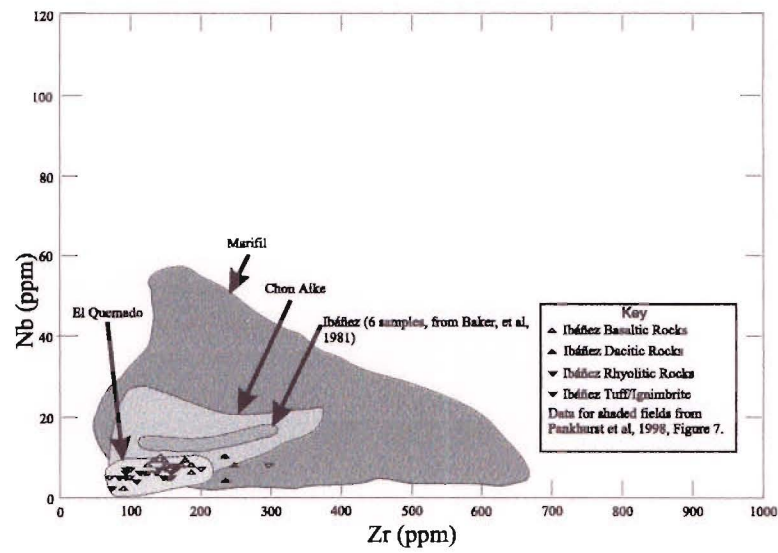 120
100
80
60
40
20
0
Nb (ppm)
Marifil
Chon Aike
El Quemado
Ibáñez (6 samples, from Baker, et al,
1981)
Key
Ibáñez Basaltic Rocks
Ibáñez Dacitic Rocks
Ibáñez Rhyolitic Rocks
Ibáñez Tuff/Ignimbrite
Data for shaded fields from
Pankhurst et al, 1998, Figure 7.
0 100 200 300 400 500 600 700 800 900 1000
Zr (ppm)